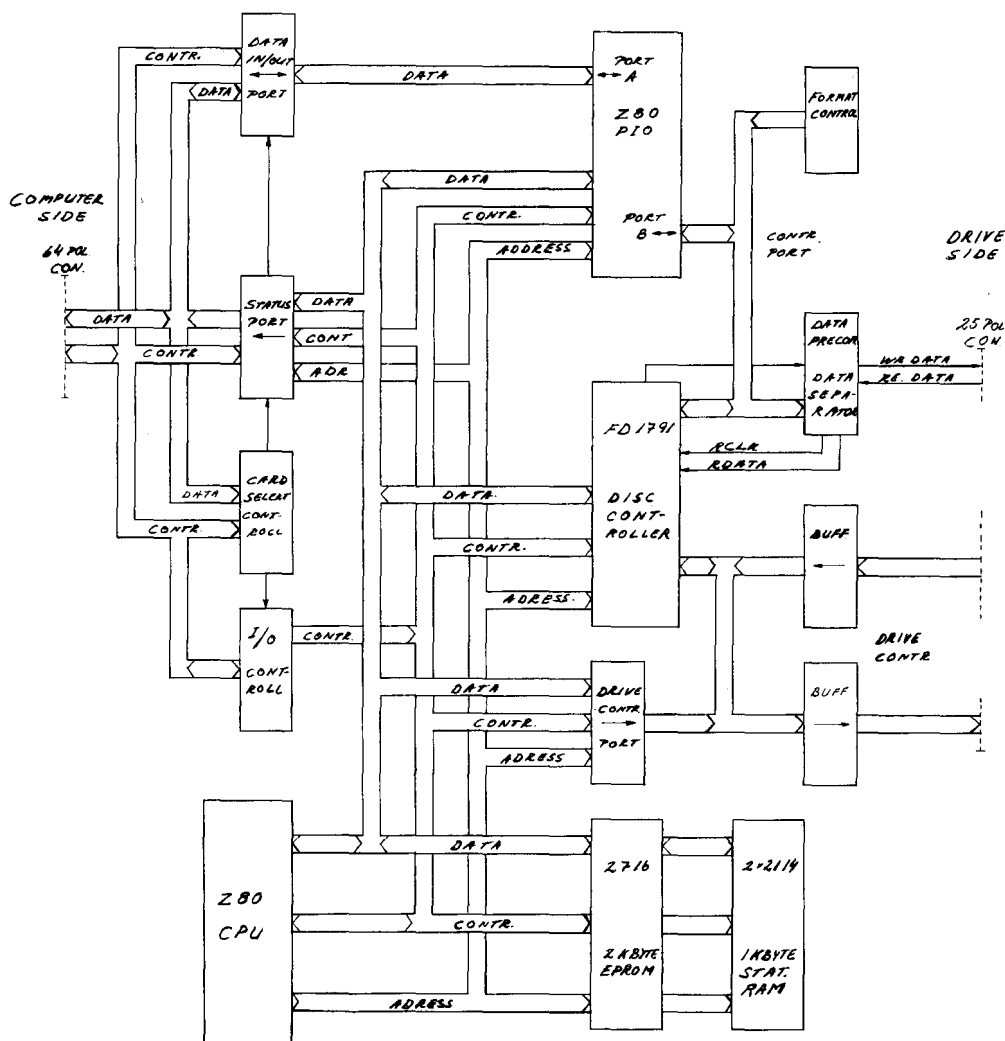 DATA
IN/OUT
PORT
CONTR.
DATA
DATA
PORT
A
Z80
PIO
PORT
B
FORMAT
CONTROL
DATA
CONTR.
ADDRESS
CONTR.
PORT
COMPUTER
SIDE
64 POL
CON.
DRIVE
SIDE
25 POL
CON.
STATUS
PORT
DATA
CONT
ADR
DATA
CONTR.
DATA
PRECOR
DATA
SEPA-
RATOR
WR DATA
RE. DATA
FD 1791
DISC
CONT-
ROLLER
RCLK
RDATA
CARD
SELEKT
CONT-
ROLL
DATA
CONTR.
DATA.
CONTR.
ADRESS.
BUFF
I/O
CONT-
ROLL
CONTR.
DRIVE
CONTR
DATA
CONTR.
ADRESS
DRIVE
CONTR
PORT
BUFF
Z80
CPU
DATA
CONTR.
ADRESS
2716
2 KBYTE
EPROM
2×2114
1 KBYTE
STAT.
RAM